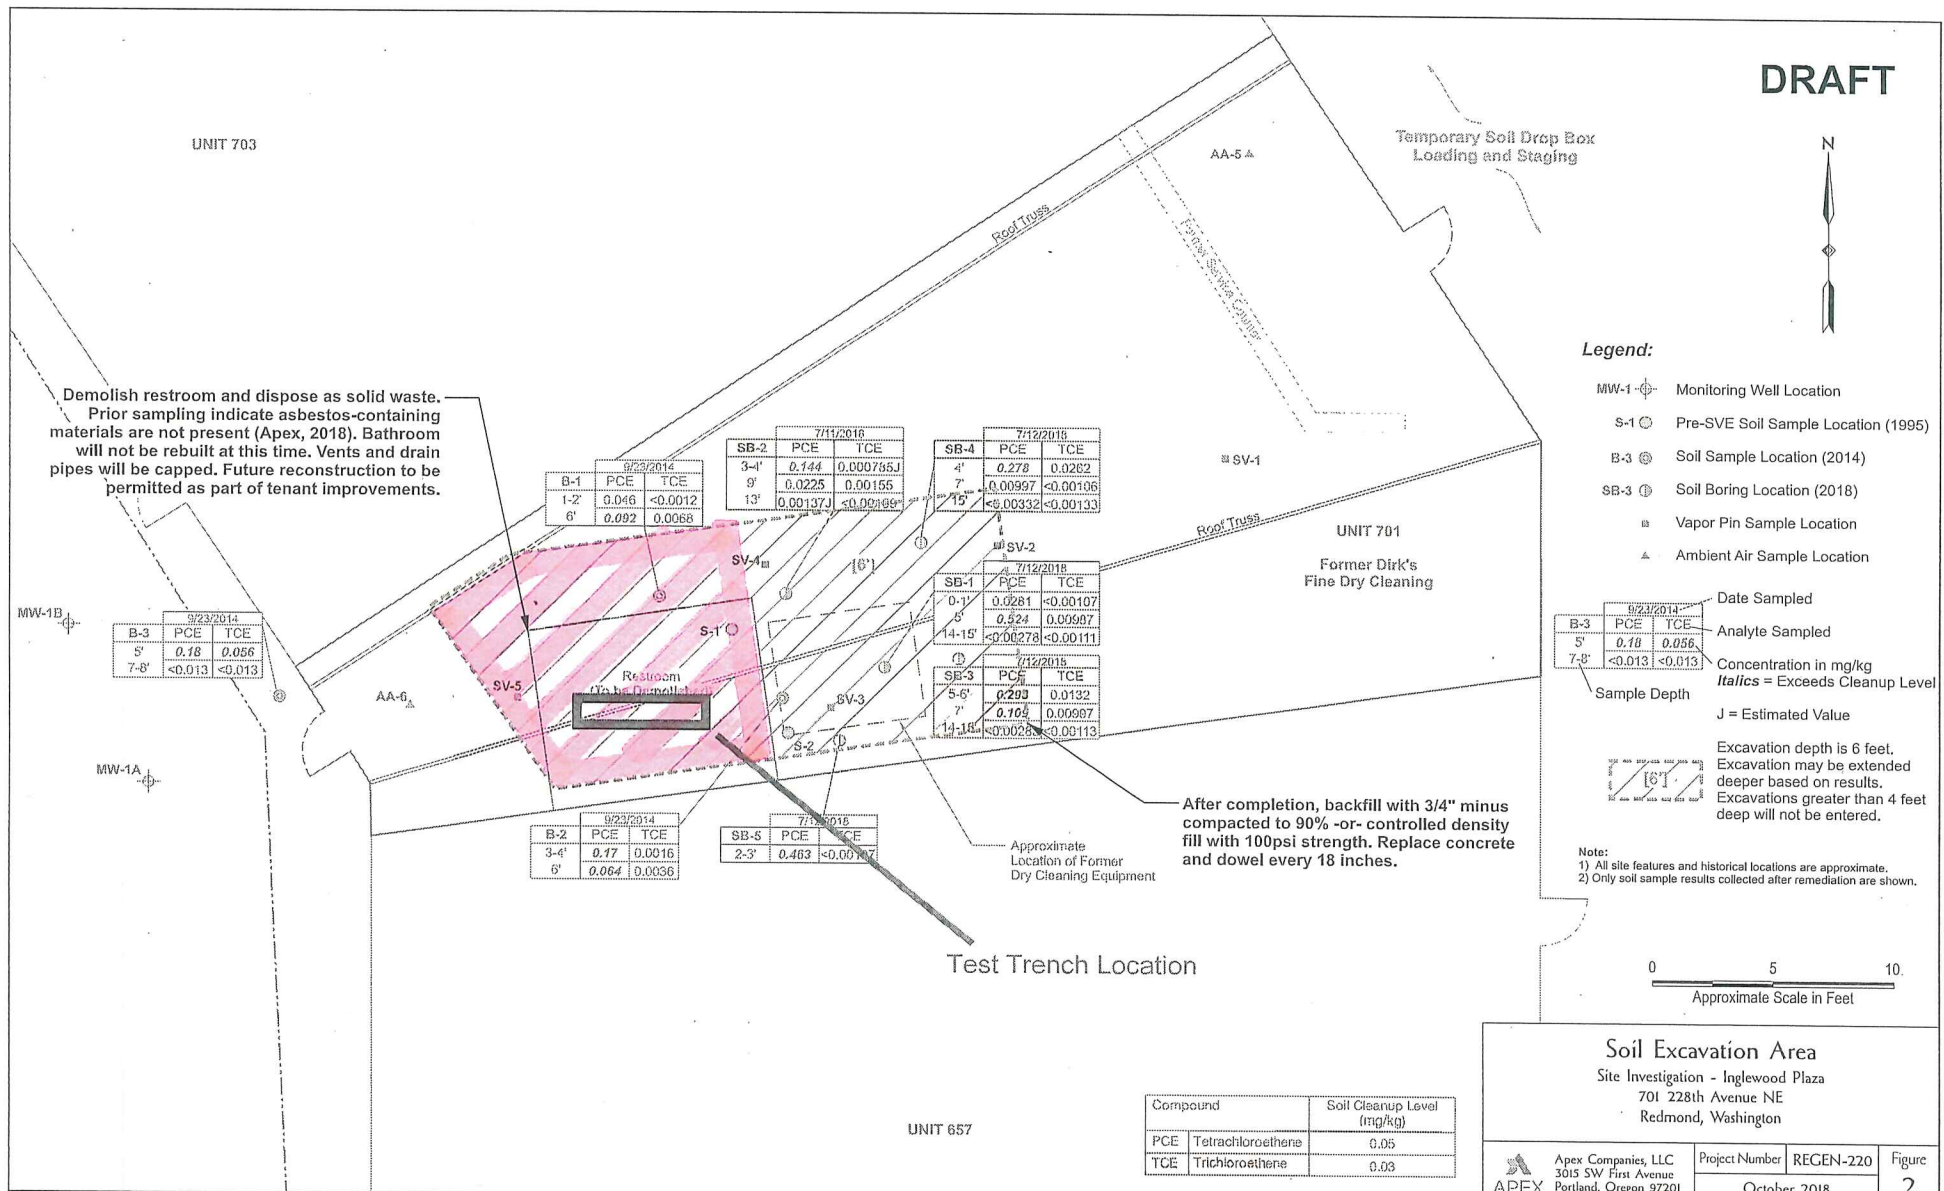 DRAFT
UNIT 703
AA-5
Temporary Soil Drop Box
Loading and Staging
N
Roof Truss
Former Service Counter
Demolish restroom and dispose as solid waste.
Prior sampling indicate asbestos-containing
materials are not present (Apex, 2018). Bathroom
will not be rebuilt at this time. Vents and drain
pipes will be capped. Future reconstruction to be
permitted as part of tenant improvements.
9/23/2014
B-1 PCE TCE
1-2' 0.046 <0.0012
6' 0.092 0.0068
SB-2 PCE TCE
3-4' 0.144 0.000785J
9' 0.0225 0.00155
13' 0.00137J <0.00109
SB-4 PCE TCE
4' 0.278 0.0262
7' 0.00997 <0.00106
15' <0.00332 <0.00133
SV-1
Roof Truss
UNIT 701
Former Dirk's
Fine Dry Cleaning
SV-2
SV-4
[6']
7/12/2018
SB-1 PCE TCE
0-1' 0.0281 <0.00107
5' 0.524 0.00987
14-15' <0.00278 <0.00111
MW-1B
9/23/2014
B-3 PCE TCE
5' 0.18 0.056
7-8' <0.013 <0.013
S-1
SB-3 PCE TCE
5-6' 0.293 0.0132
7' 0.00987
<0.00113
Restroom
(To be Demolished)
SV-5
AA-6
SV-3
S-2
MW-1A
9/23/2014
B-2 PCE TCE
3-4' 0.17 0.0016
6' 0.064 0.0036
SB-5 PCE TCE
2-3' 0.463
Approximate
Location of Former
Dry Cleaning Equipment
After completion, backfill with 3/4" minus
compacted to 90% -or- controlled density
fill with 100psi strength. Replace concrete
and dowel every 18 inches.
Test Trench Location
UNIT 657
Legend:
MW-1 Monitoring Well Location
S-1 Pre-SVE Soil Sample Location (1995)
B-3 Soil Sample Location (2014)
SB-3 Soil Boring Location (2018)
Vapor Pin Sample Location
Ambient Air Sample Location
9/23/2014 Date Sampled
B-3 PCE TCE Analyte Sampled
5' 0.18 0.056
7-8' <0.013 <0.013
Concentration in mg/kg
Italics = Exceeds Cleanup Level
Sample Depth
J = Estimated Value
[6']
Excavation depth is 6 feet.
Excavation may be extended
deeper based on results.
Excavations greater than 4 feet
deep will not be entered.
Note:
1) All site features and historical locations are approximate.
2) Only soil sample results collected after remediation are shown.
0 5 10
Approximate Scale in Feet
Compound Soil Cleanup Level
(mg/kg)
PCE Tetrachloroethene 0.05
TCE Trichloroethene 0.03
Soil Excavation Area
Site Investigation - Inglewood Plaza
701 228th Avenue NE
Redmond, Washington
APEX
Apex Companies, LLC
3015 SW First Avenue
Portland, Oregon 97201
Project Number REGEN-220
October 2018
Figure
2